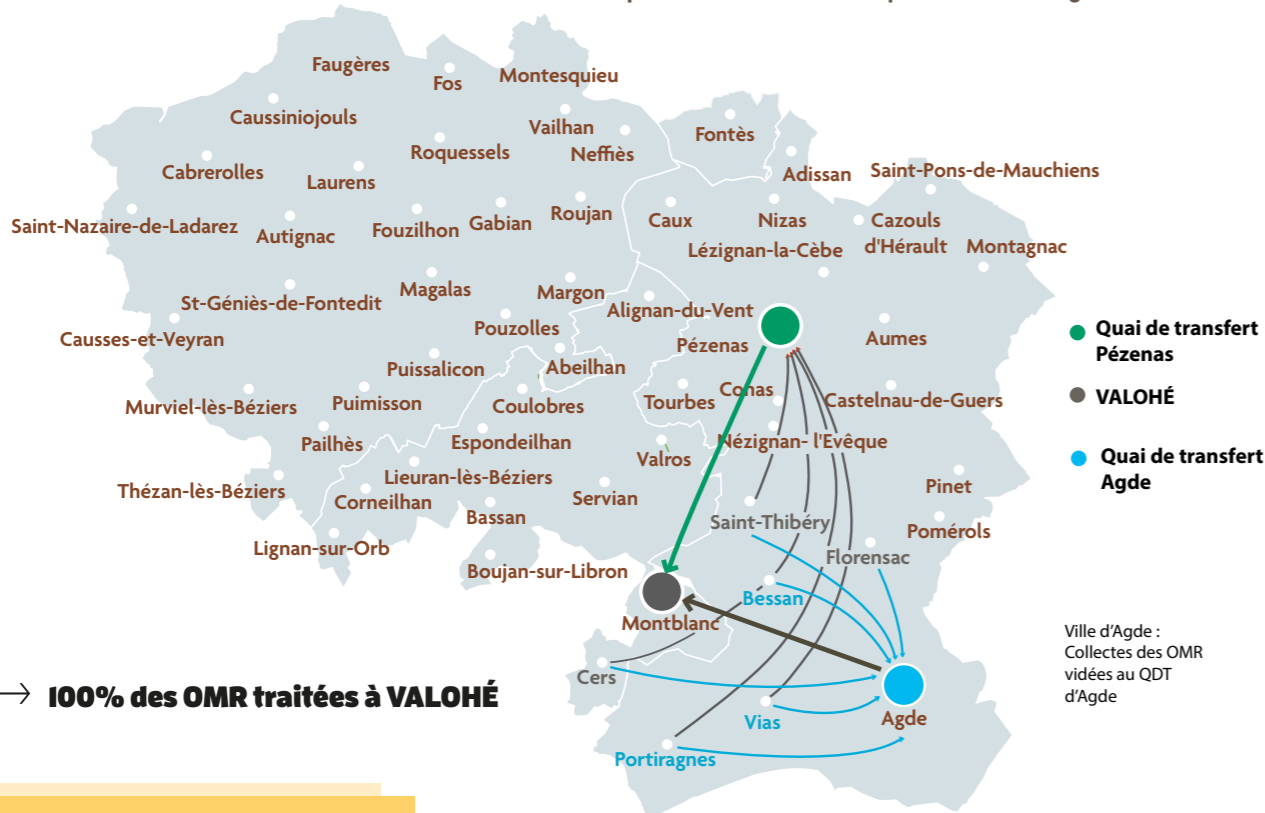 Faugères
Fos
Montesquieu
Caussiniojouls
Vailhan
Fontès
Roquessels
Neffiès
Cabrerolles
Laurens
Adissan
Saint-Pons-de-Mauchiens
Saint-Nazaire-de-Ladarez
Autignac
Fouzilhon
Gabian
Roujan
Caux
Nizas
Cazouls
d'Hérault
Lézignan-la-Cèbe
Montagnac
St-Géniès-de-Fontedit
Magalas
Margon
Alignan-du-Vent
Causses-et-Veyran
Pouzolles
Pézenas
Aumes
Puissalicon
Abeilhan
Murviel-lès-Béziers
Puimisson
Coulobres
Tourbes
Conas
Castelnau-de-Guers
Pailhès
Espondeilhan
Valros
Nézignan- l'Evêque
Thézan-lès-Béziers
Lieuran-lès-Béziers
Corneilhan
Servian
Bassan
Pinet
Saint-Thibéry
Pomérols
Lignan-sur-Orb
Boujan-sur-Libron
Florensac
Bessan
Montblanc
Cers
Vias
Agde
Portiragnes
Quai de transfert
Pézenas
VALOHÉ
Quai de transfert
Agde
Ville d'Agde :
Collectes des OMR
vidées au QDT
d'Agde
→ 100% des OMR traitées à VALOHÉ